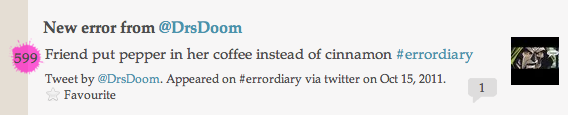 New error from @DrsDoom
599 Friend put pepper in her coffee instead of cinnamon #errordiary
Tweet by @DrsDoom. Appeared on #errordiary via twitter on Oct 15, 2011.
1
Favourite